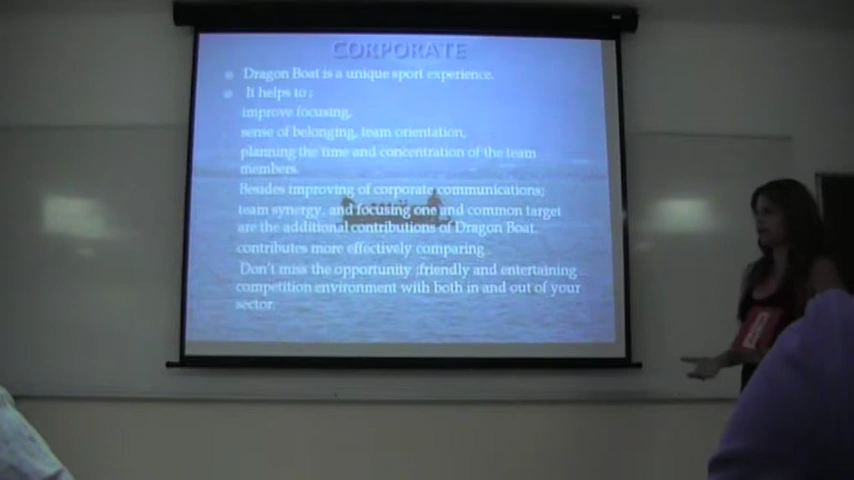 CORPORATE
Dragon Boat is a unique sport experience.
It helps to ;
improve focusing,
sense of belonging, team orientation,
planning the time and concentration of the team
members.
Besides improving of corporate communications;
team synergy, and focusing one and common target
are the additional contributions of Dragon Boat.
contributes more effectively comparing
Don't miss the opportunity ;friendly and entertaining
competition environment with both in and out of your
sector.